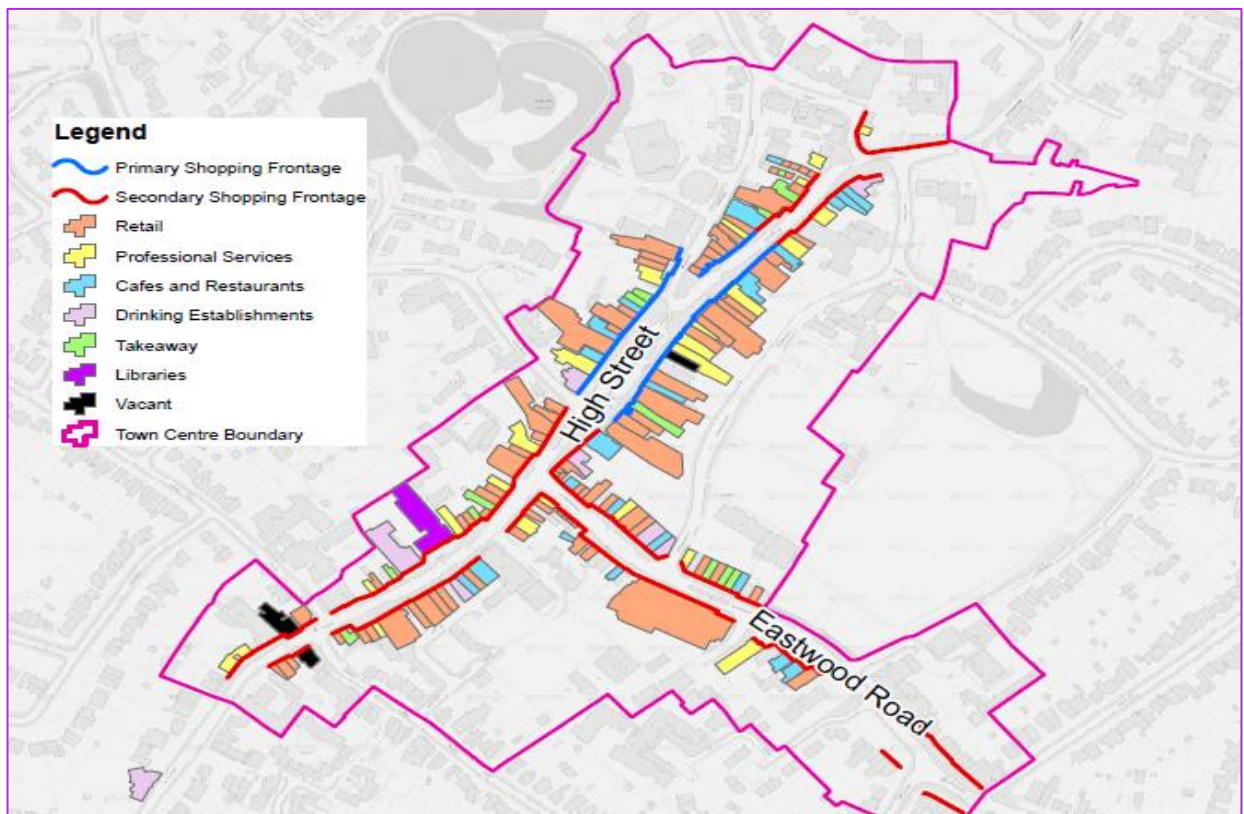 Legend
Primary Shopping Frontage
Secondary Shopping Frontage
Retail
Professional Services
Cafes and Restaurants
Drinking Establishments
Takeaway
Libraries
Vacant
Town Centre Boundary
High Street
Eastwood Road